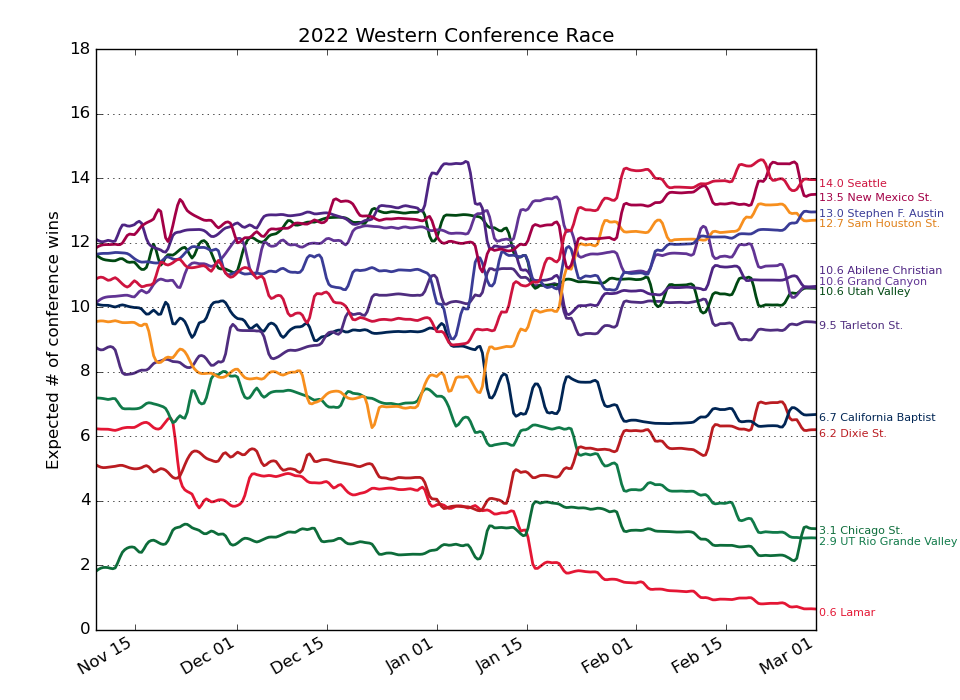 2022 Western Conference Race
Expected # of conference wins
18
16
14
12
10
8
6
4
2
0
Nov 15
Dec 01
Dec 15
Jan 01
Jan 15
Feb 01
Feb 15
Mar 01
14.0 Seattle
13.5 New Mexico St.
13.0 Stephen F. Austin
12.7 Sam Houston St.
10.6 Abilene Christian
10.6 Grand Canyon
10.6 Utah Valley
9.5 Tarleton St.
6.7 California Baptist
6.2 Dixie St.
3.1 Chicago St.
2.9 UT Rio Grande Valley
0.6 Lamar